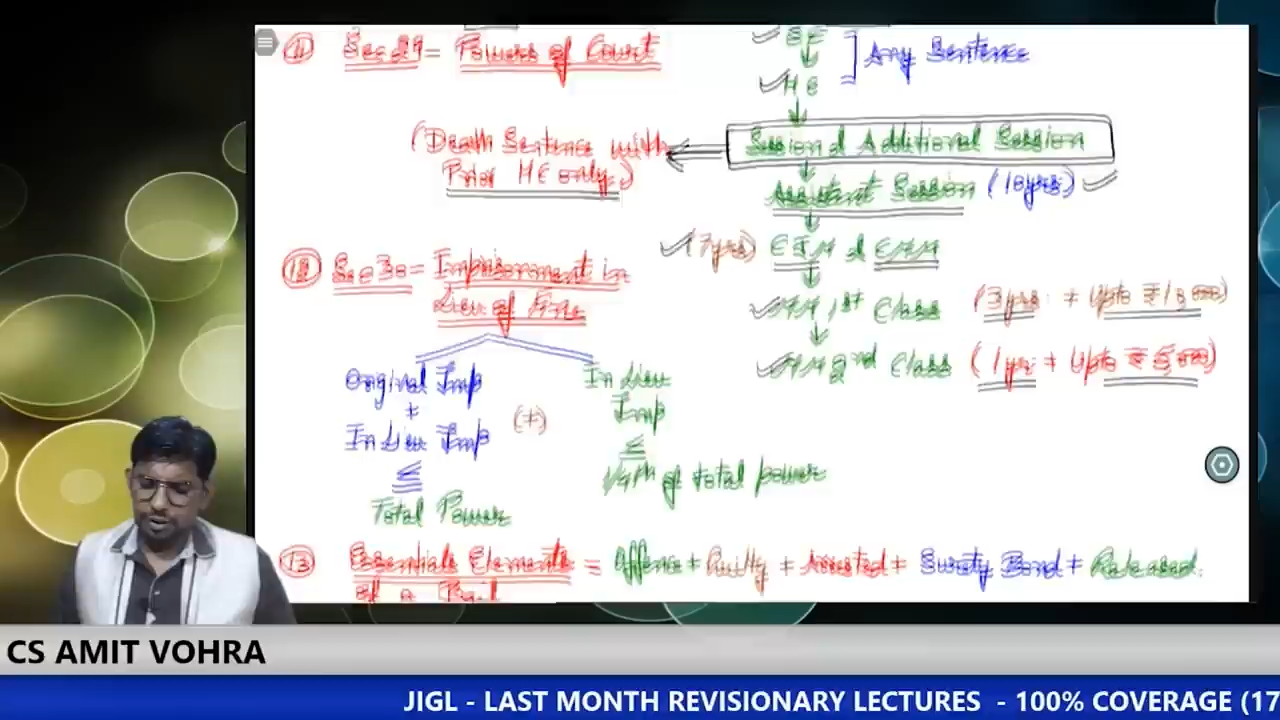 (11) Sec 29 = Powers of Court
SC
HC
] Any Sentence
Session & Additional Session
(Death Sentence with
Prior HC only)
Assistant Session (10yrs)
(7yrs) CJM & CMM
MM 1st Class (3yrs + Upto ₹
MM 2nd Class (1yr + Upto ₹ 5,000)
(12) Sec 30 = Imprisonment in
Lieu of Fine
Original Imp
+
In Lieu Imp
≤
Total Power
(+)
In Lieu
Imp
≤
1/4th of total power
(13) Essentials Elements = Offence + Guilty + Arrested + Surety Bond + Released.
of a Bail
CS AMIT VOHRA
JIGL - LAST MONTH REVISIONARY LECTURES - 100% COVERAGE (17